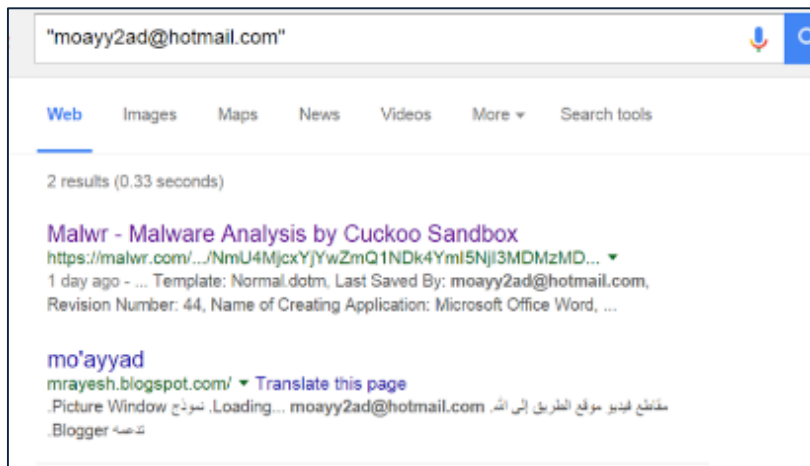 "moayy2ad@hotmail.com"
Web Images Maps News Videos More Search tools
2 results (0.33 seconds)
Malwr - Malware Analysis by Cuckoo Sandbox
https://malwr.com/.../NmU4MjcxYjYwZmQ1NDk4YmI5NjI3MDMzMD...
1 day ago - ... Template: Normal.dotm, Last Saved By: moayy2ad@hotmail.com,
Revision Number: 44, Name of Creating Application: Microsoft Office Word, ...
mo'ayyad
mrayesh.blogspot.com/ Translate this page
مقاطع فيديو موقع الطريق إلى الله. Loading... moayy2ad@hotmail.com. نموذج Picture Window.
تدعمه Blogger.